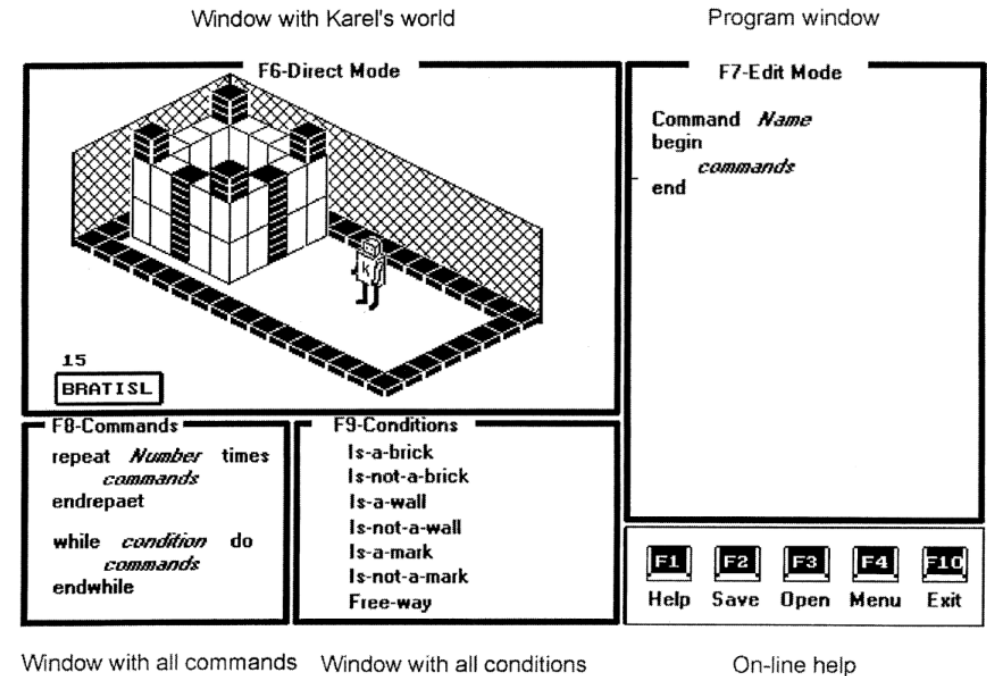 Window with Karel's world
Program window
F6-Direct Mode
K
15
BRATISL
F7-Edit Mode
Command Name
begin
commands
end
F8-Commands
repeat Number times
commands
endrepaet
while condition do
commands
endwhile
F9-Conditions
Is-a-brick
Is-not-a-brick
Is-a-wall
Is-not-a-wall
Is-a-mark
Is-not-a-mark
Free-way
F1 F2 F3 F4 F10
Help Save Open Menu Exit
Window with all commands
Window with all conditions
On-line help